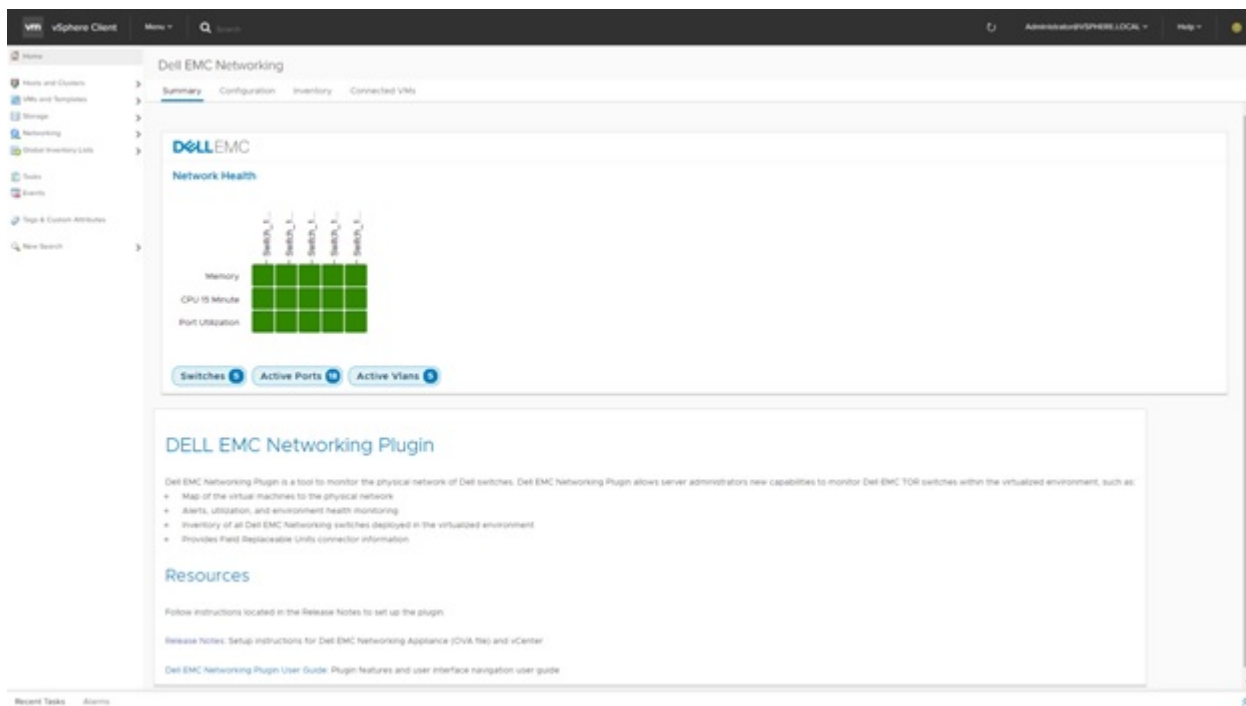 vm vSphere Client Menu Search Administrator@VSPHERE.LOCAL Help
Home
Hosts and Clusters
VMs and Templates
Storage
Networking
Global Inventory Lists
Tasks
Events
Tags & Custom Attributes
New Search
Dell EMC Networking
Summary Configuration Inventory Connected VMs
DELLEMC
Network Health
Switch_1... Switch_1... Switch_1... Switch_1... Switch_1...
Memory
CPU 15 Minute
Port Utilization
Switches 5 Active Ports 18 Active Vlans 5
DELL EMC Networking Plugin
Dell EMC Networking Plugin is a tool to monitor the physical network of Dell switches. Dell EMC Networking Plugin allows server administrators new capabilities to monitor Dell EMC TOR switches within the virtualized environment, such as:
Map of the virtual machines to the physical network
Alerts, utilization, and environment health monitoring
Inventory of all Dell EMC Networking switches deployed in the virtualized environment
Provides Field Replaceable Units connector information
Resources
Follow instructions located in the Release Notes to set up the plugin.
Release Notes: Setup instructions for Dell EMC Networking Appliance (OVA file) and vCenter
Dell EMC Networking Plugin User Guide: Plugin features and user interface navigation user guide
Recent Tasks Alarms